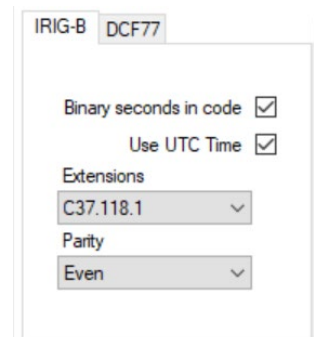 IRIG-B DCF77
Binary seconds in code
Use UTC Time
Extensions
C37.118.1
Parity
Even